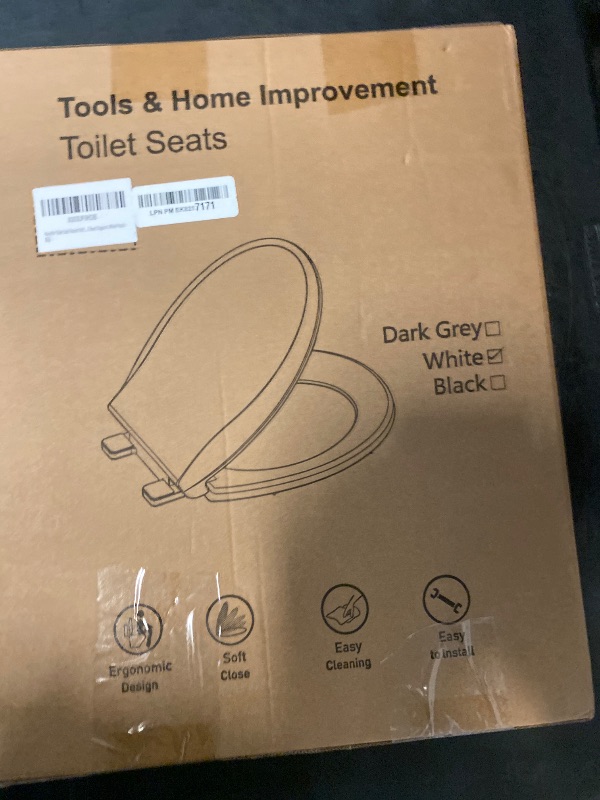 Tools & Home Improvement
Toilet Seats
LPN PM
7171
Dark Grey
White
Black
Ergonomic
Design
Soft
Close
Easy
Cleaning
Easy
to Install